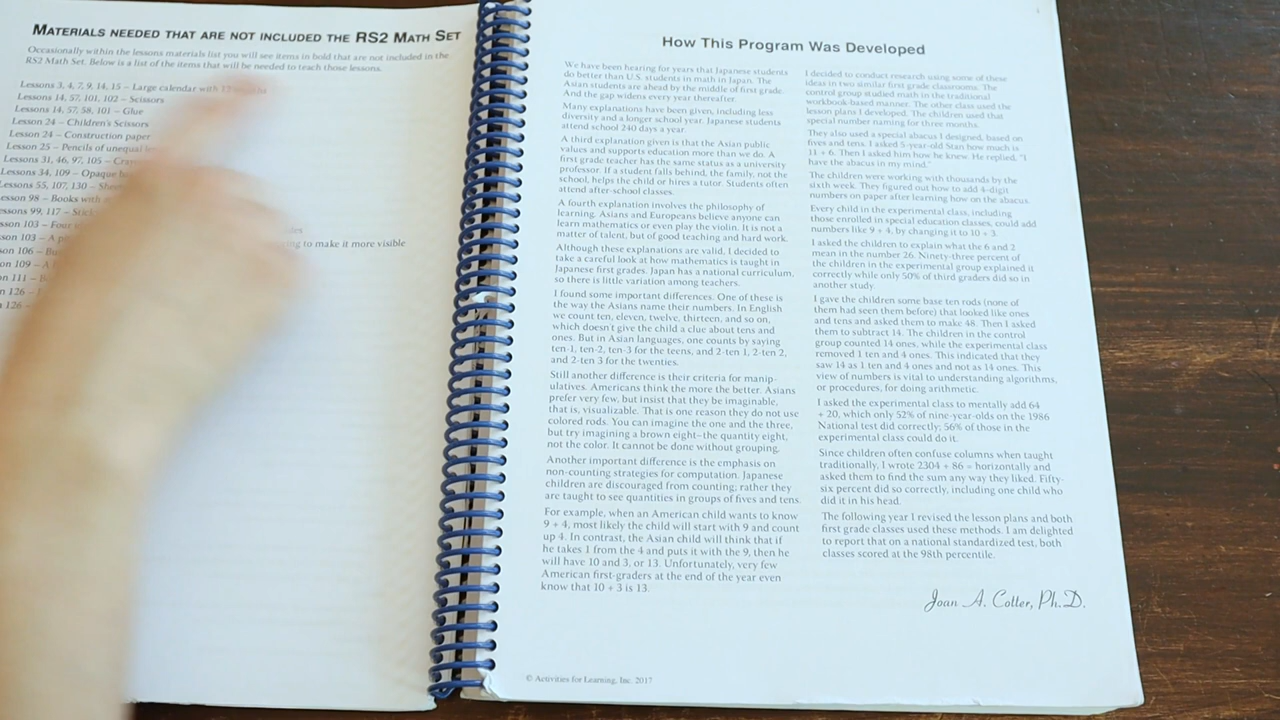 MATERIALS NEEDED THAT ARE NOT INCLUDED THE RS2 MATH SET
Occasionally within the lessons materials list you will see items in bold that are not included in the
RS2 Math Set. Below is a list of the items that will be needed to teach those lessons.
Lessons 3, 4, 7, 9, 14, 15 – Large calendar with
Lessons 14, 57, 101, 102 – Scissors
Lessons 14, 57, 58, 101 – Glue
Lesson 24 – Children's Scissors
Lesson 24 – Construction paper
Lesson 25 – Pencils of unequal
Lessons 31, 46, 97, 105 –
Lessons 34, 109 – Opaque
Lessons 55, 107, 130 –
esson 98 – Books with
essons 99, 117 –
sson 103 – Four
sson 103 – A
on 106 –
on 109 – A
on 111 –
n 126 –
n 126 –
to make it more visible
How This Program Was Developed
We have been hearing for years that Japanese students
do better than U.S. students in math in Japan. The
Asian students are ahead by the middle of first grade.
And the gap widens every year thereafter.
Many explanations have been given, including less
diversity and a longer school year. Japanese students
attend school 240 days a year.
A third explanation given is that the Asian public
values and supports education more than we do. A
first grade teacher has the same status as a university
professor. If a student falls behind, the family, not the
school, helps the child or hires a tutor. Students often
attend after-school classes.
A fourth explanation involves the philosophy of
learning. Asians and Europeans believe anyone can
learn mathematics or even play the violin. It is not a
matter of talent, but of good teaching and hard work.
Although these explanations are valid, I decided to
take a careful look at how mathematics is taught in
Japanese first grades. Japan has a national curriculum,
so there is little variation among teachers.
I found some important differences. One of these is
the way the Asians name their numbers. In English
we count ten, eleven, twelve, thirteen, and so on,
which doesn't give the child a clue about tens and
ones. But in Asian languages, one counts by saying
ten-1, ten-2, ten-3 for the teens, and 2-ten 1, 2-ten 2,
and 2-ten 3 for the twenties.
Still another difference is their criteria for manip-
ulatives. Americans think the more the better. Asians
prefer very few, but insist that they be imaginable,
that is, visualizable. That is one reason they do not use
colored rods. You can imagine the one and the three,
but try imagining a brown eight–the quantity eight,
not the color. It cannot be done without grouping.
Another important difference is the emphasis on
non-counting strategies for computation. Japanese
children are discouraged from counting; rather they
are taught to see quantities in groups of fives and tens.
For example, when an American child wants to know
9 + 4, most likely the child will start with 9 and count
up 4. In contrast, the Asian child will think that if
he takes 1 from the 4 and puts it with the 9, then he
will have 10 and 3, or 13. Unfortunately, very few
American first-graders at the end of the year even
know that 10 + 3 is 13.
I decided to conduct research using some of these
ideas in two similar first grade classrooms. The
control group studied math in the traditional
workbook-based manner. The other class used the
lesson plans I developed. The children used that
special number naming for three months.
They also used a special abacus I designed, based on
fives and tens. I asked 5-year-old Stan how much is
11 + 6. Then I asked him how he knew. He replied, "I
have the abacus in my mind."
The children were working with thousands by the
sixth week. They figured out how to add 4-digit
numbers on paper after learning how on the abacus.
Every child in the experimental class, including
those enrolled in special education classes, could add
numbers like 9 + 4, by changing it to 10 + 3.
I asked the children to explain what the 6 and 2
mean in the number 26. Ninety-three percent of
the children in the experimental group explained it
correctly while only 50% of third graders did so in
another study.
I gave the children some base ten rods (none of
them had seen them before) that looked like ones
and tens and asked them to make 48. Then I asked
them to subtract 14. The children in the control
group counted 14 ones, while the experimental class
removed 1 ten and 4 ones. This indicated that they
saw 14 as 1 ten and 4 ones and not as 14 ones. This
view of numbers is vital to understanding algorithms,
or procedures, for doing arithmetic.
I asked the experimental class to mentally add 64
+ 20, which only 52% of nine-year-olds on the 1986
National test did correctly; 56% of those in the
experimental class could do it.
Since children often confuse columns when taught
traditionally, I wrote 2304 + 86 = horizontally and
asked them to find the sum any way they liked. Fifty-
six percent did so correctly, including one child who
did it in his head.
The following year I revised the lesson plans and both
first grade classes used these methods. I am delighted
to report that on a national standardized test, both
classes scored at the 98th percentile.
Joan A. Cotter, Ph.D.
© Activities for Learning, Inc. 2017